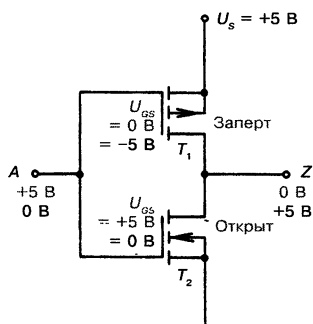 U_S = +5 В
U_GS
= 0 В
= −5 В
Заперт
T_1
A
+5 В
0 В
Z
0 В
+5 В
U_GS
= +5 В
= 0 В
Открыт
T_2